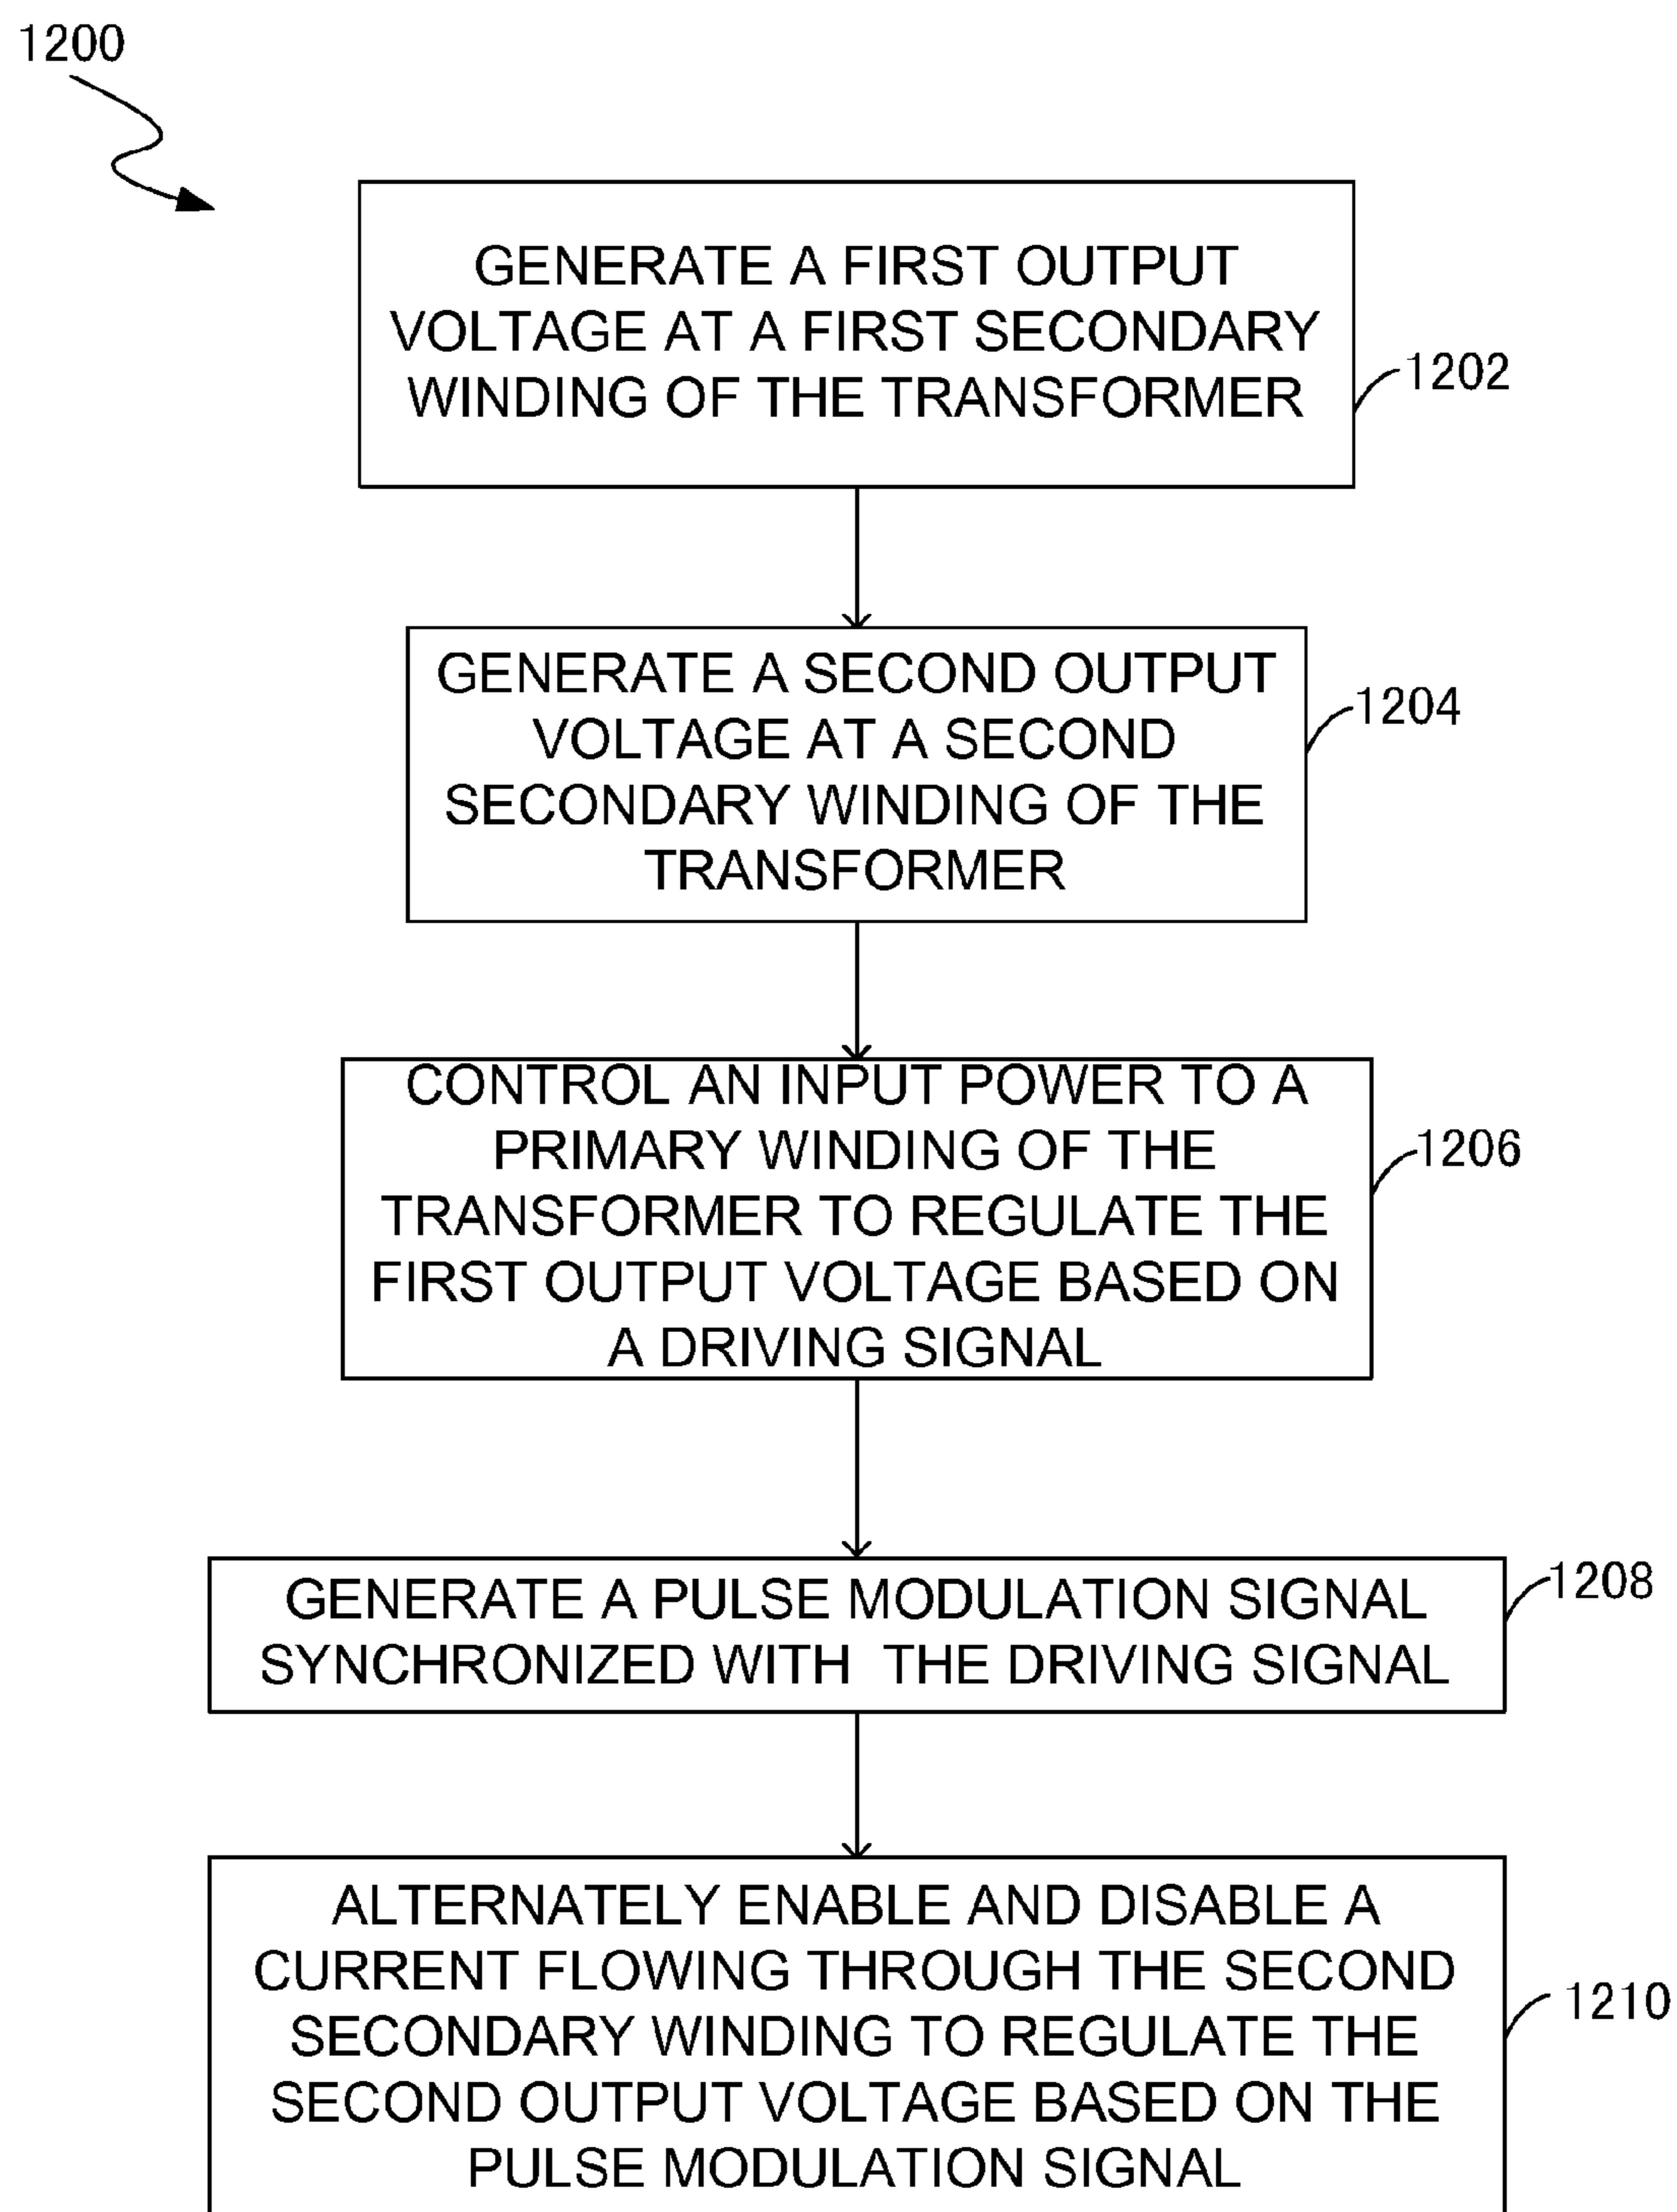 1200
GENERATE A FIRST OUTPUT
VOLTAGE AT A FIRST SECONDARY
WINDING OF THE TRANSFORMER
1202
GENERATE A SECOND OUTPUT
VOLTAGE AT A SECOND
SECONDARY WINDING OF THE
TRANSFORMER
1204
CONTROL AN INPUT POWER TO A
PRIMARY WINDING OF THE
TRANSFORMER TO REGULATE THE
FIRST OUTPUT VOLTAGE BASED ON
A DRIVING SIGNAL
1206
GENERATE A PULSE MODULATION SIGNAL
SYNCHRONIZED WITH THE DRIVING SIGNAL
1208
ALTERNATELY ENABLE AND DISABLE A
CURRENT FLOWING THROUGH THE SECOND
SECONDARY WINDING TO REGULATE THE
SECOND OUTPUT VOLTAGE BASED ON THE
PULSE MODULATION SIGNAL
1210